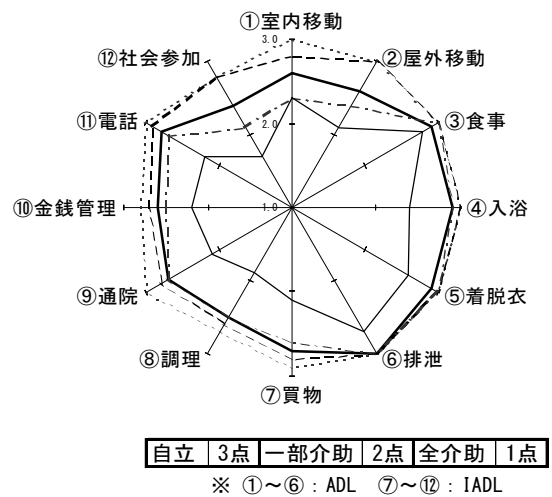 ①室内移動
3.0
②屋外移動
⑫社会参加
⑪電話
2.0
③食事
⑩金銭管理
1.0
④入浴
⑨通院
⑤着脱衣
⑧調理
⑥排泄
⑦買物
自立 3点 一部介助 2点 全介助 1点
※ ①～⑥：ADL ⑦～⑫：IADL